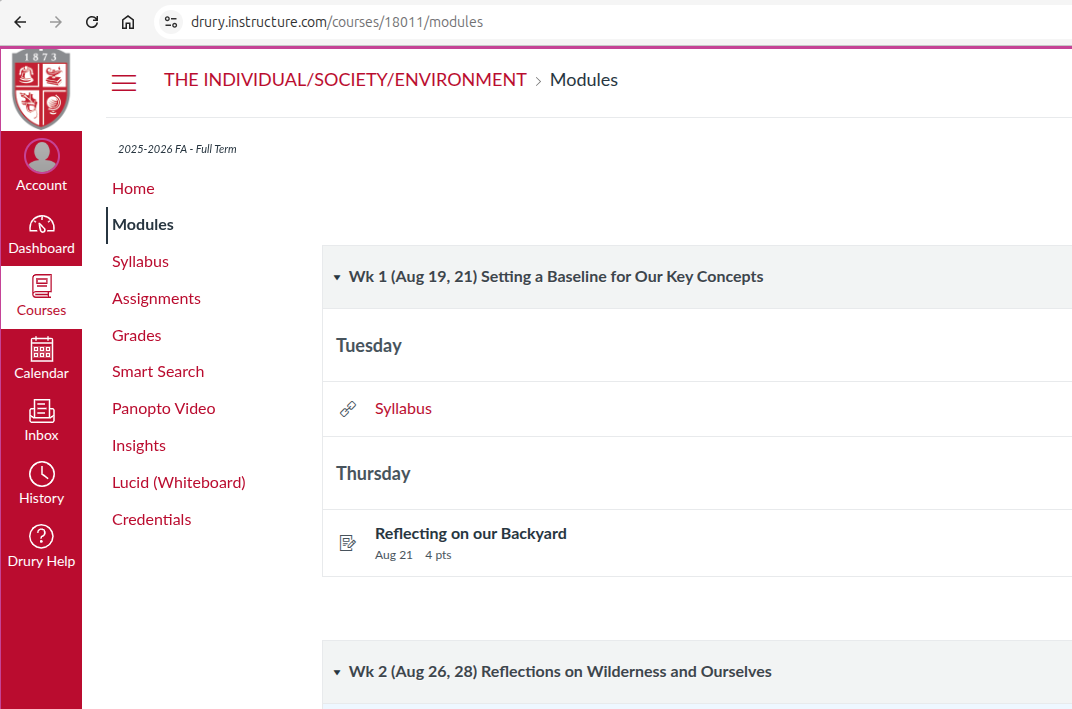 drury.instructure.com/courses/18011/modules
1873
THE INDIVIDUAL/SOCIETY/ENVIRONMENT > Modules
2025-2026 FA - Full Term
Account
Dashboard
Courses
Calendar
Inbox
History
Drury Help
Home
Modules
Syllabus
Assignments
Grades
Smart Search
Panopto Video
Insights
Lucid (Whiteboard)
Credentials
Wk 1 (Aug 19, 21) Setting a Baseline for Our Key Concepts
Tuesday
Syllabus
Thursday
Reflecting on our Backyard
Aug 21 4 pts
Wk 2 (Aug 26, 28) Reflections on Wilderness and Ourselves